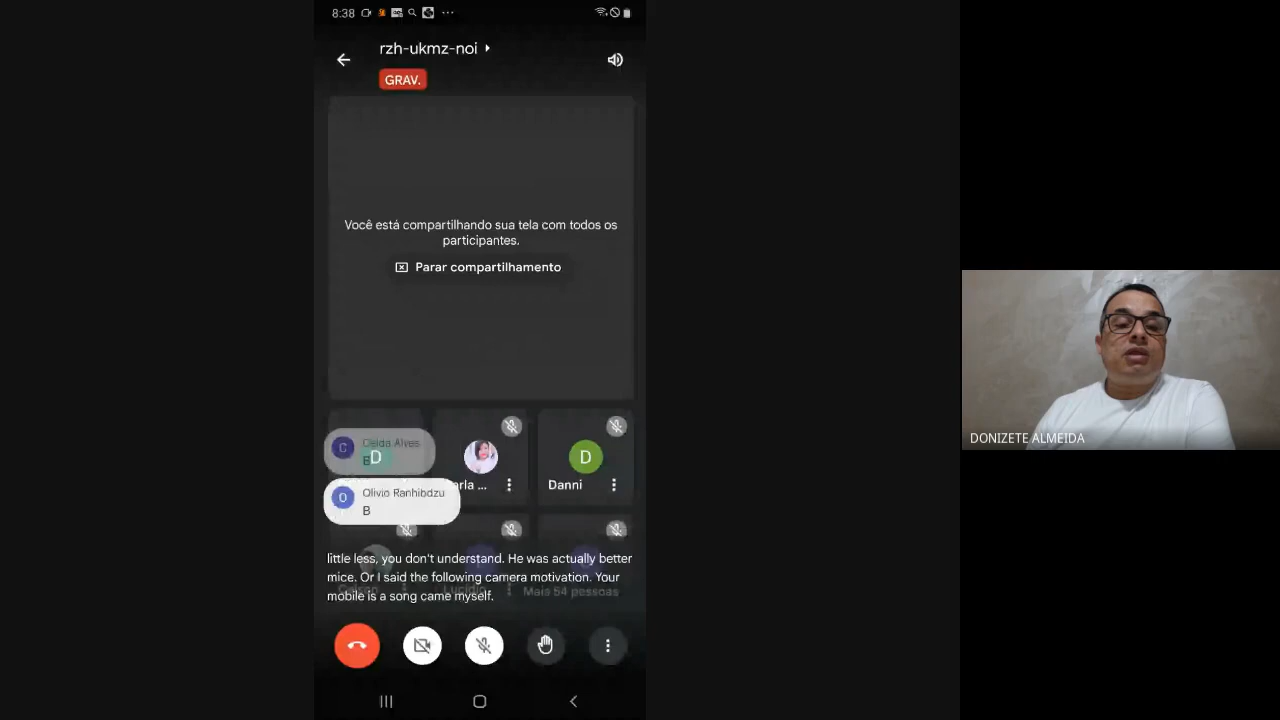 8:38
rzh-ukmz-noi
GRAV.
Você está compartilhando sua tela com todos os
participantes.
Parar compartilhamento
C
D
O
Olivio Ranhibdzu
B
arla ...
D
Danni
little less, you don't understand. He was actually better
mice. Or I said the following camera motivation. Your
mobile is a song came myself.
Mais 54 pessoas
DONIZETE ALMEIDA